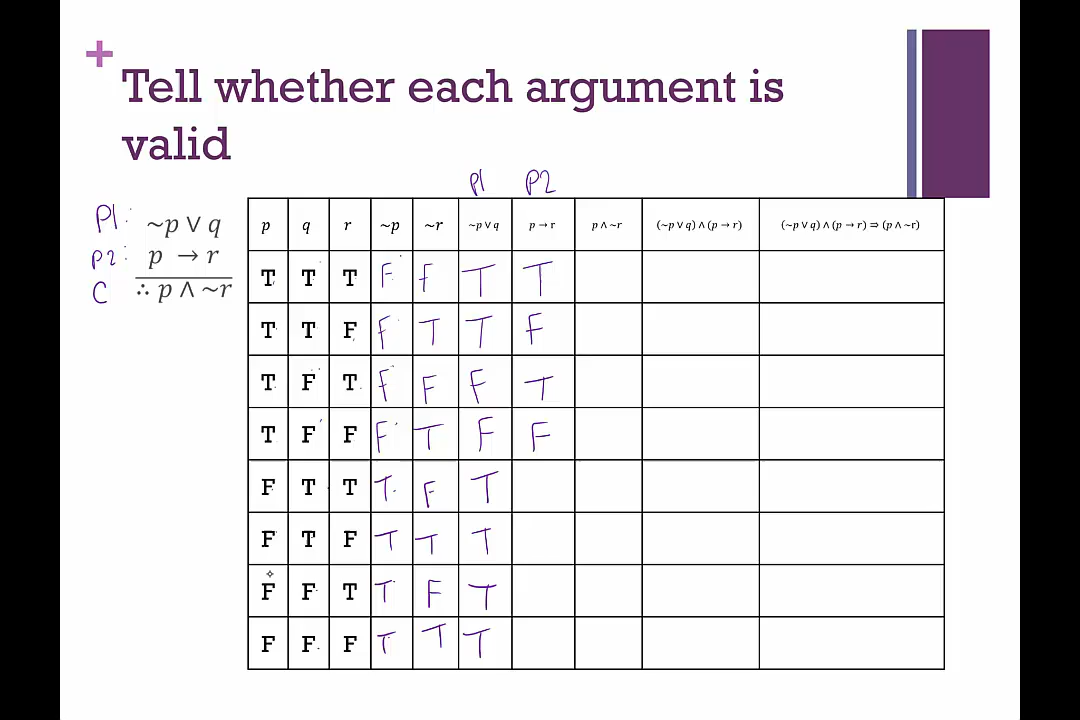 +
Tell whether each argument is
valid
P1 P2
P1: ~p ∨ q
P2: p → r
C ∴ p ∧ ~r
p q r ~p ~r ~p ∨ q p → r p ∧ ~r (~p ∨ q) ∧ (p → r) (~p ∨ q) ∧ (p → r) ⇒ (p ∧ ~r)
T T T F F T T
T T F F T T F
T F T F F F T
T F F F T F F
F T T T F T
F T F T T T
F F T T F T
F F F T T T